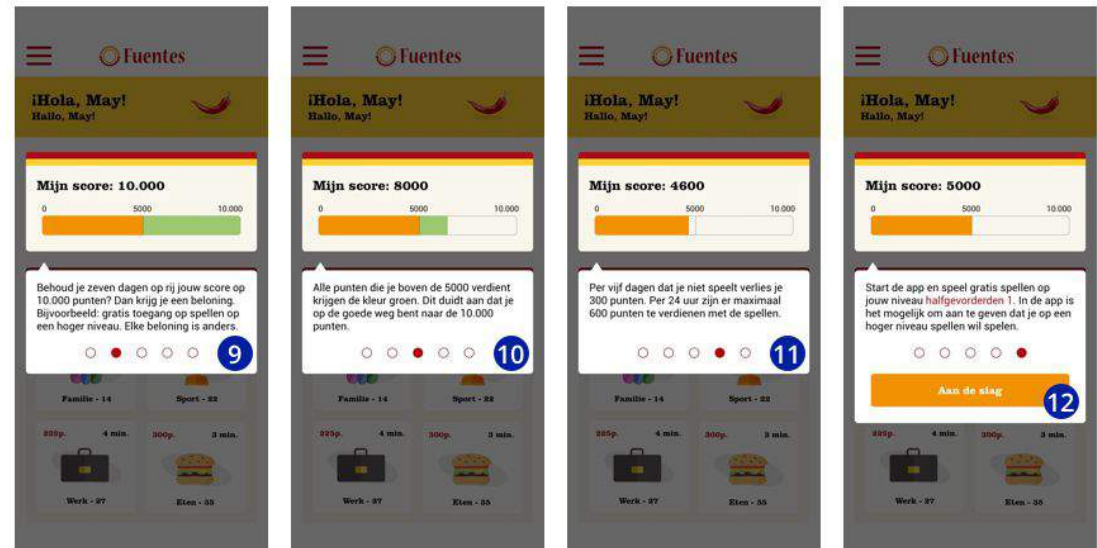 Fuentes
¡Hola, May!
Hallo, May!
Mijn score: 10.000
0 5000 10.000
Behoud je zeven dagen op rij jouw score op
10.000 punten? Dan krijg je een beloning.
Bijvoorbeeld: gratis toegang op spellen op
een hoger niveau. Elke beloning is anders.
9
Familie - 14 Sport - 22
225p. 4 min. 300p. 3 min.
Werk - 27 Eten - 35
Fuentes
¡Hola, May!
Hallo, May!
Mijn score: 8000
0 5000 10.000
Alle punten die je boven de 5000 verdient
krijgen de kleur groen. Dit duidt aan dat je
op de goede weg bent naar de 10.000
punten.
10
Familie - 14 Sport - 22
225p. 4 min. 300p. 3 min.
Werk - 27 Eten - 35
Fuentes
¡Hola, May!
Hallo, May!
Mijn score: 4600
0 5000 10.000
Per vijf dagen dat je niet speelt verlies je
300 punten. Per 24 uur zijn er maximaal
600 punten te verdienen met de spellen.
11
Familie - 14 Sport - 22
225p. 4 min. 300p. 3 min.
Werk - 27 Eten - 35
Fuentes
¡Hola, May!
Hallo, May!
Mijn score: 5000
0 5000 10.000
Start de app en speel gratis spellen op
jouw niveau halfgevorderden 1. In de app is
het mogelijk om aan te geven dat je op een
hoger niveau spellen wil spelen.
Aan de slag
12
225p. 4 min. 300p. 3 min.
Werk - 27 Eten - 35